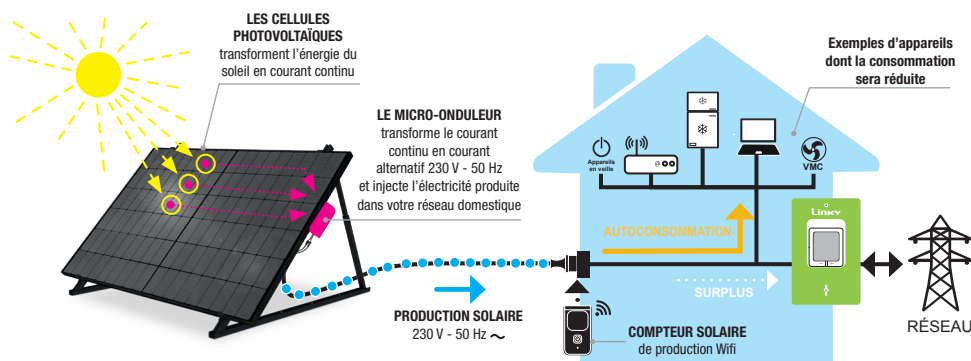 LES CELLULES
PHOTOVOLTAÏQUES
transforment l'énergie du
soleil en courant continu
LE MICRO-ONDULEUR
transforme le courant
continu en courant
alternatif 230 V - 50 Hz
et injecte l'électricité produite
dans votre réseau domestique
PRODUCTION SOLAIRE
230 V - 50 Hz ~
Exemples d'appareils
dont la consommation
sera réduite
Appareils
en veille
VMC
AUTOCONSOMMATION
SURPLUS
Linky
COMPTEUR SOLAIRE
de production Wifi
RÉSEAU